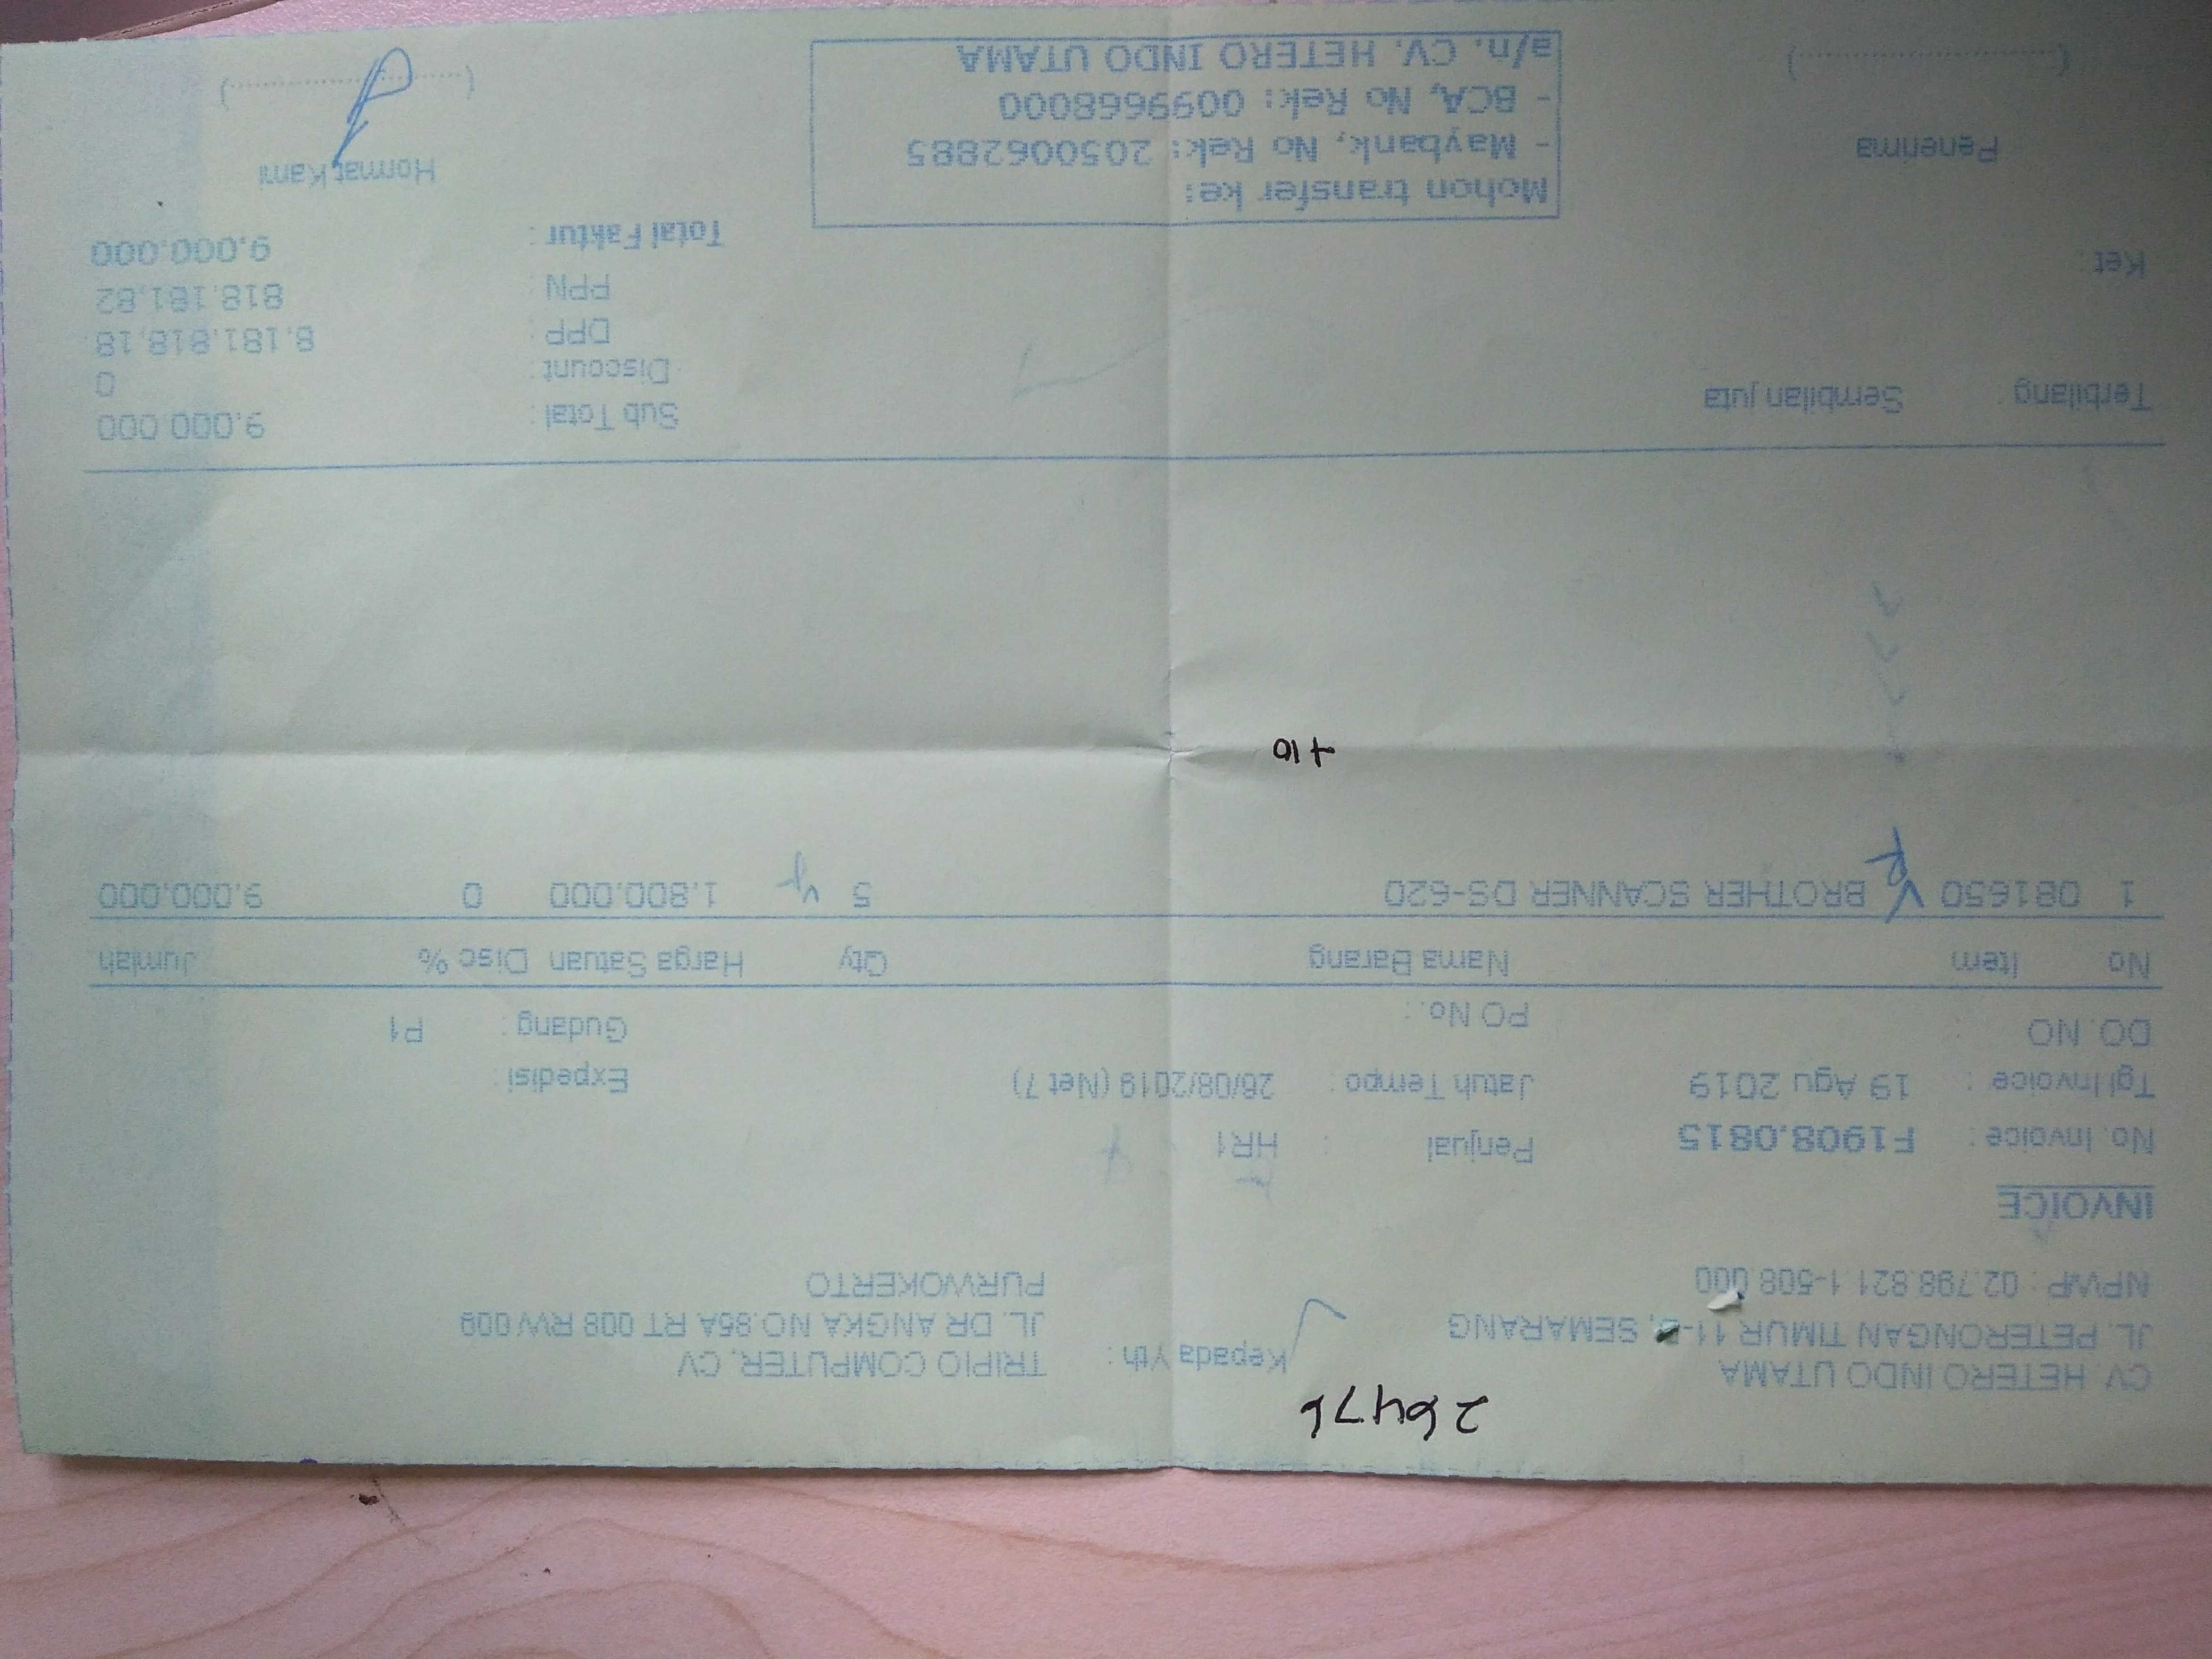 26476
CV HETERO INDO UTAMA
JL. PETERONGAN TIMUR 11- , SEMARANG
NPWP : 02.798.821.1-508.000
Kepada Yth :
TRIPIO COMPUTER, CV
JL. DR ANGKA NO.85A RT 008 RW 009
PURWOKERTO
INVOICE
No. Invoice : F1908.0815 Penjual : HR1
Tgl Invoice : 19 Agu 2019 Jatuh Tempo : 26/08/2019 (Net 7) Expedisi :
DO. NO : PO No. : Gudang : P1
No Item Nama Barang Qty Harga Satuan Disc % Jumlah
1 081650 BROTHER SCANNER DS-620 5 1.800.000 0 9.000.000
+10
Terbilang : Sembilan juta
Ket :
Sub Total : 9.000.000
Discount : 0
DPP : 8.181.818,18
PPN : 818.181,82
Total Faktur : 9.000.000
Mohon transfer ke:
- Maybank, No Rek: 2050062885
- BCA, No Rek: 0099668000
a/n. CV. HETERO INDO UTAMA
Penerima
Hormat Kami